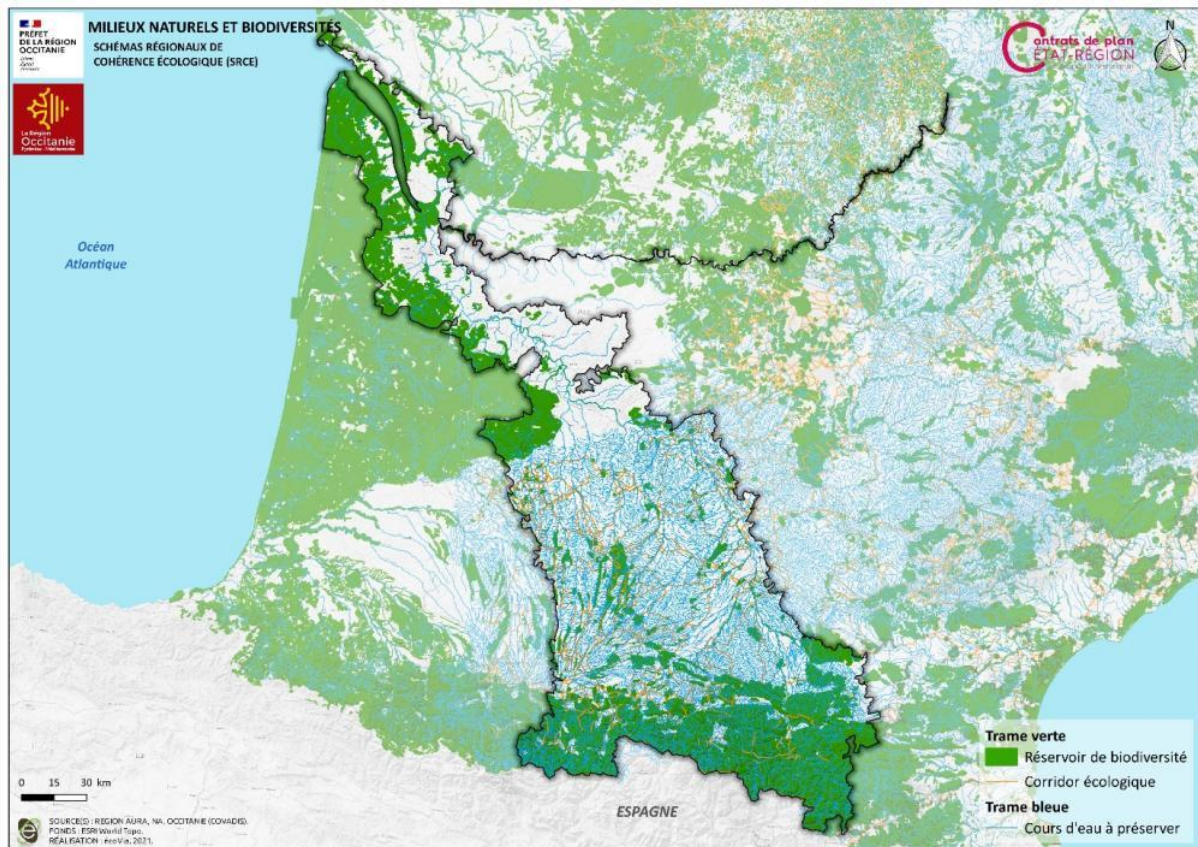 PRÉFET
DE LA RÉGION
OCCITANIE
MILIEUX NATURELS ET BIODIVERSITÉS
SCHÉMAS RÉGIONAUX DE
COHÉRENCE ÉCOLOGIQUE (SRCE)
Contrats de plan
ÉTAT-RÉGION
N
La Région
Occitanie
Pyrénées - Méditerranée
Océan
Atlantique
Trame verte
Réservoir de biodiversité
Corridor écologique
Trame bleue
Cours d'eau à préserver
0 15 30 km
ESPAGNE
SOURCE(S) : REGION AURA, NA, OCCITANIE (COVADIS).
FONDS : ESRI World Topo.
RÉALISATION : écoVia, 2021.